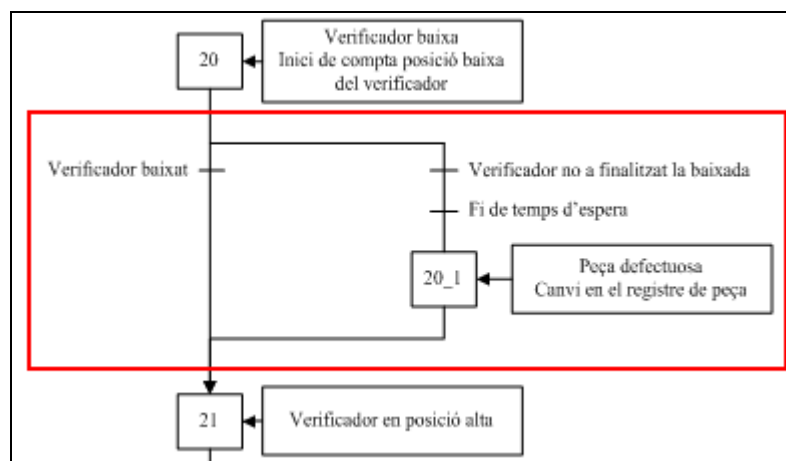 20
Verificador baixa
Inici de compta posició baixa
del verificador
Verificador baixat
Verificador no a finalitzat la baixada
Fi de temps d'espera
20_1
Peça defectuosa
Canvi en el registre de peça
21
Verificador en posició alta